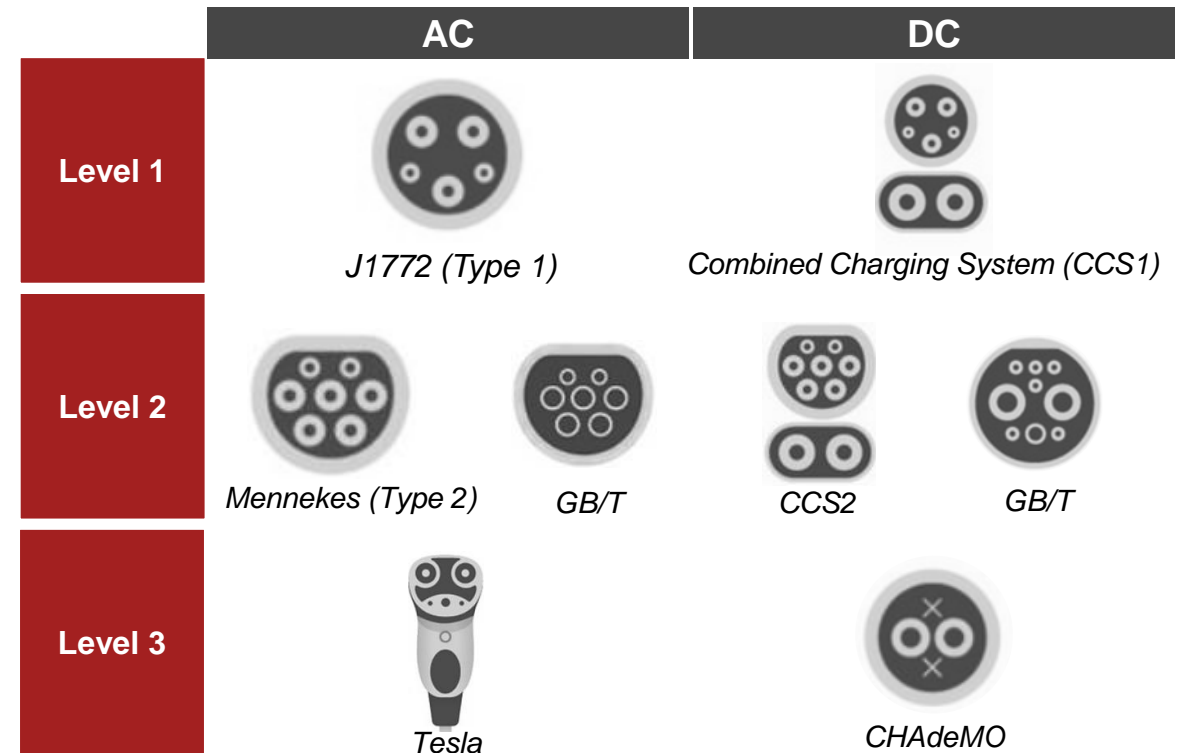 AC DC
Level 1
J1772 (Type 1) Combined Charging System (CCS1)
Level 2
Mennekes (Type 2) GB/T CCS2 GB/T
Level 3
Tesla CHAdeMO